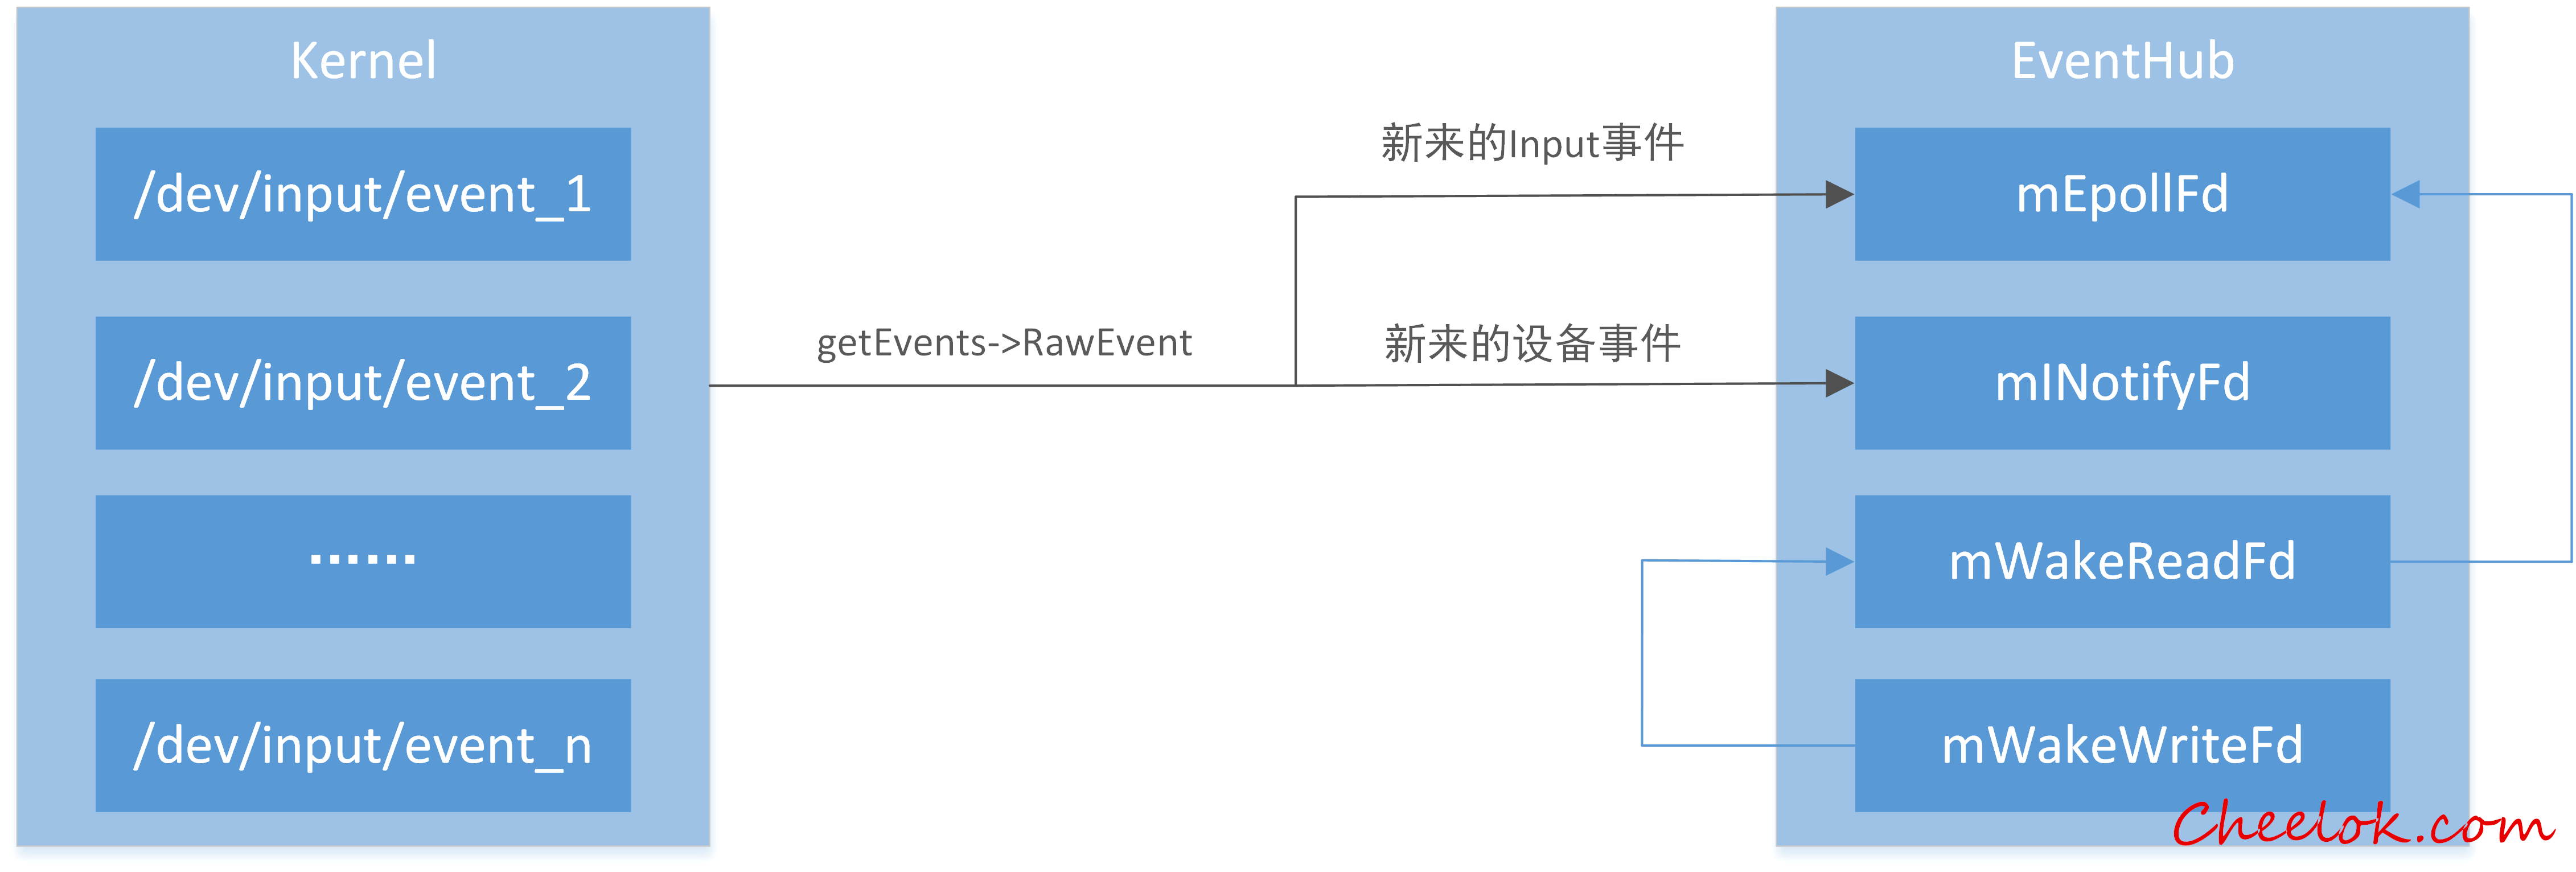 Kernel
/dev/input/event_1
/dev/input/event_2
......
/dev/input/event_n
getEvents->RawEvent
新来的Input事件
新来的设备事件
EventHub
mEpollFd
mINotifyFd
mWakeReadFd
mWakeWriteFd
Cheelok.com